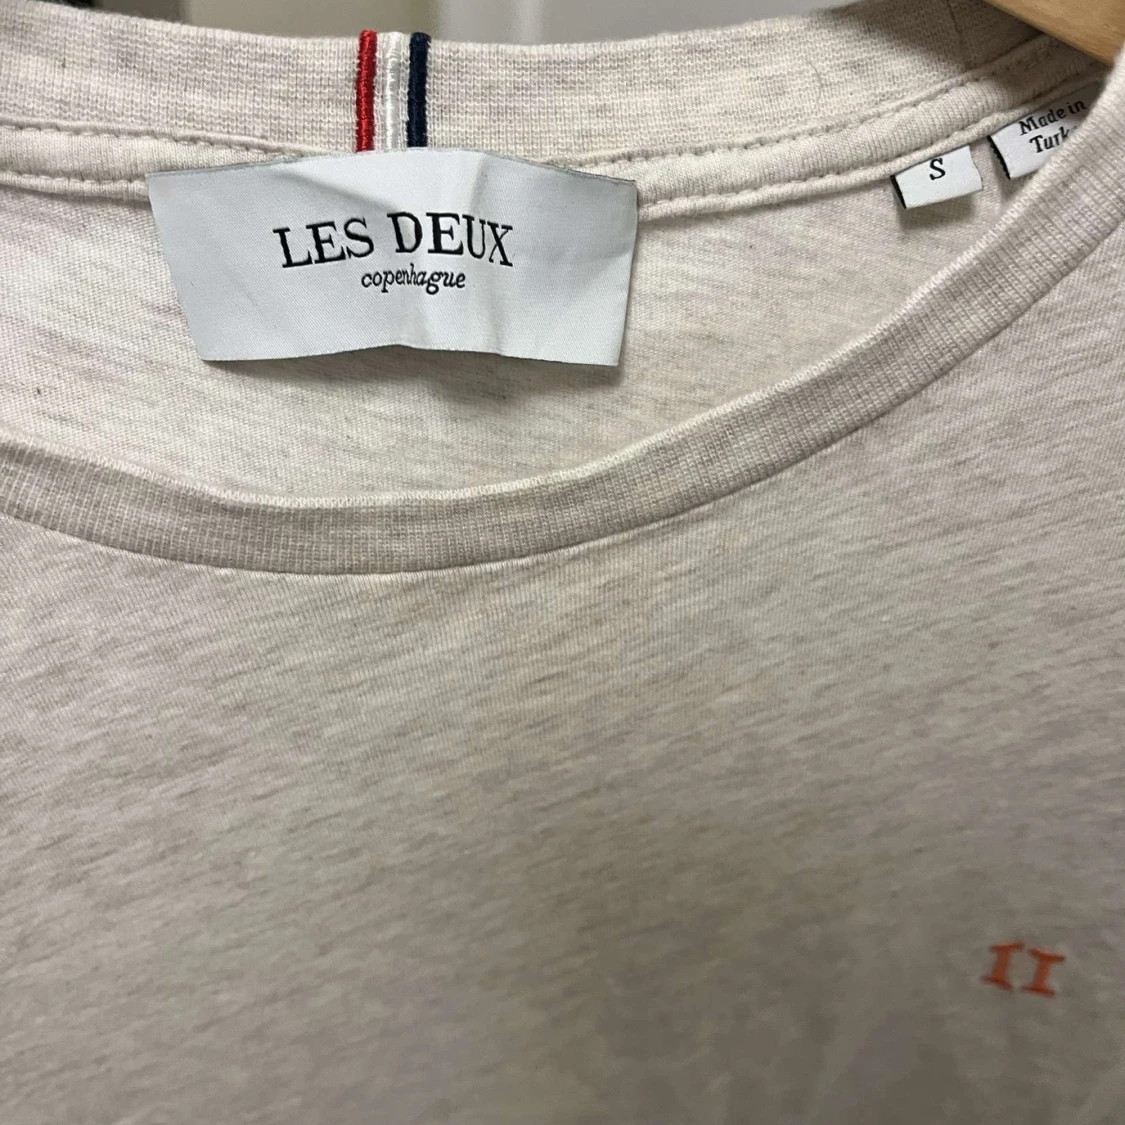 LES DEUX
copenhague
S
Made in
II